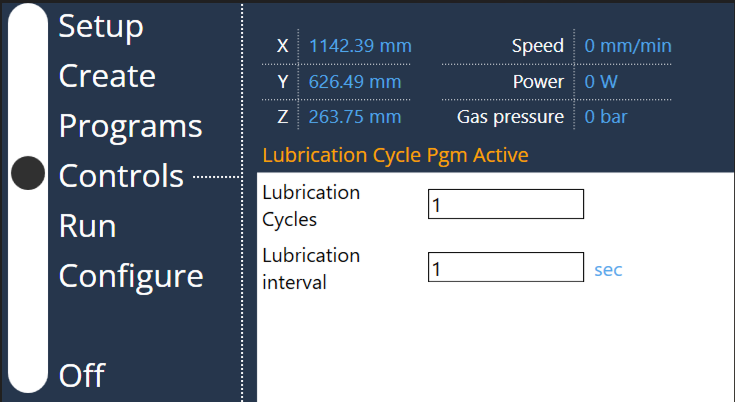 Setup
Create
Programs
Controls
Run
Configure
Off
X 1142.39 mm Speed 0 mm/min
Y 626.49 mm Power 0 W
Z 263.75 mm Gas pressure 0 bar
Lubrication Cycle Pgm Active
Lubrication
Cycles
1
Lubrication
interval
1 sec